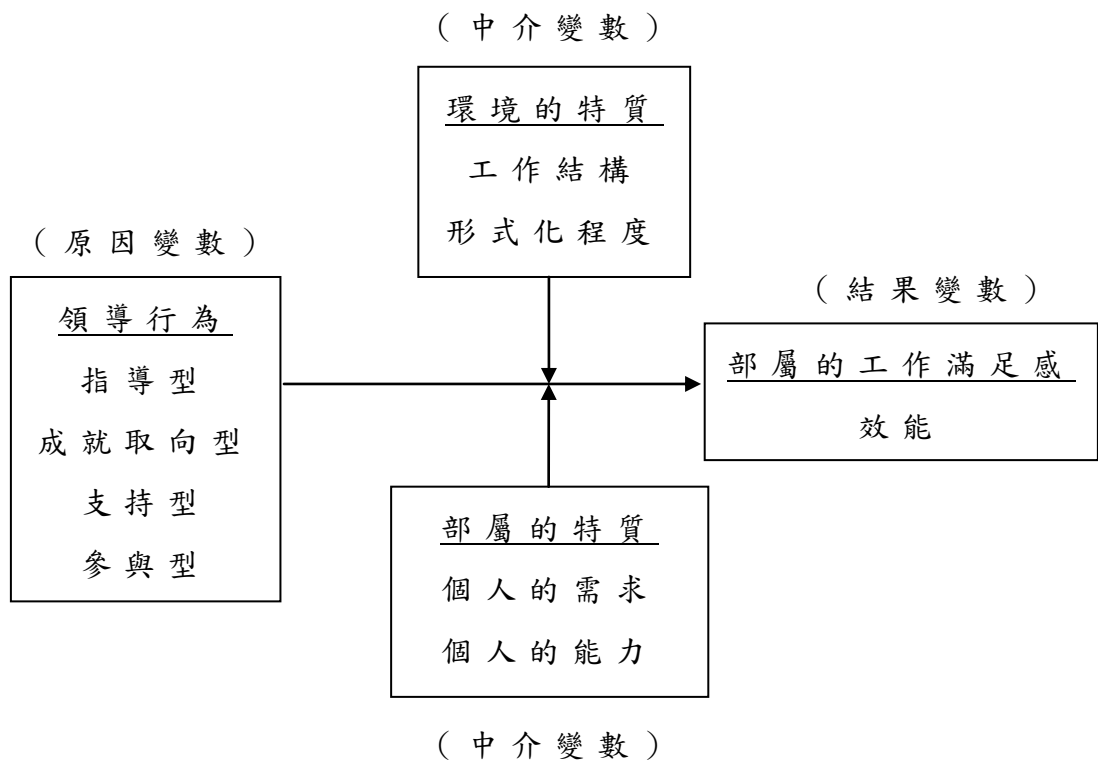 (中介變數)
環境的特質
工作結構
形式化程度
(原因變數)
領導行為
指導型
成就取向型
支持型
參與型
(結果變數)
部屬的工作滿足感
效能
部屬的特質
個人的需求
個人的能力
(中介變數)